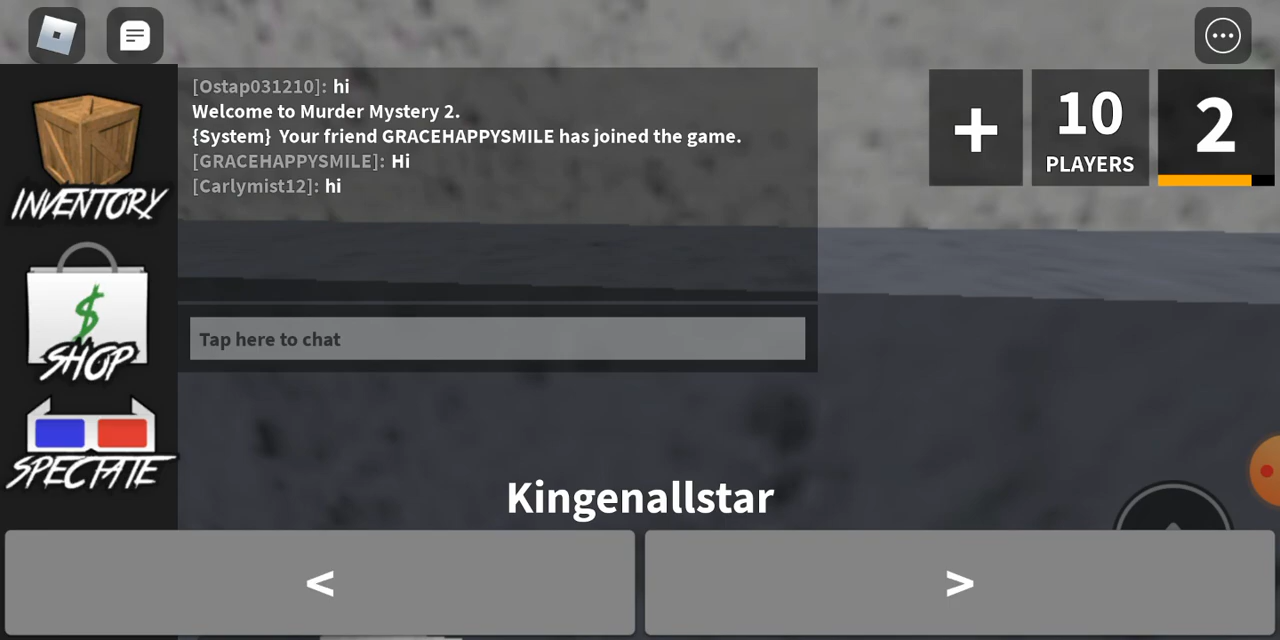 [Ostap031210]: hi
Welcome to Murder Mystery 2.
{System} Your friend GRACEHAPPYSMILE has joined the game.
[GRACEHAPPYSMILE]: Hi
[Carlymist12]: hi
Tap here to chat
+
10
PLAYERS
2
INVENTORY
SHOP
SPECTATE
Kingenallstar
<
>